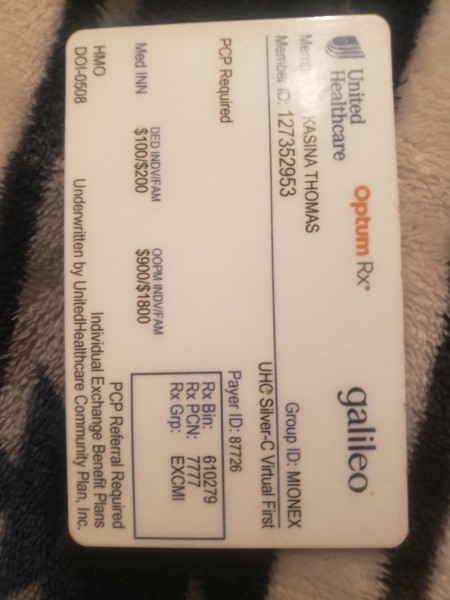 United
Healthcare
Optum Rx®
galileo
KASINA THOMAS
Group ID: MIONEX
Member ID: 127352953
UHC Silver-C Virtual First
PCP Required
Payer ID: 87726
Rx Bin: 610279
Rx PCN: 7777
Rx Grp: EXCMI
DED INDV/FAM
OOPM INDV/FAM
Med INN
$100/$200
$900/$1800
PCP Referral Required
HMO
Individual Exchange Benefit Plans
DOI-0508
Underwritten by UnitedHealthcare Community Plan, Inc.